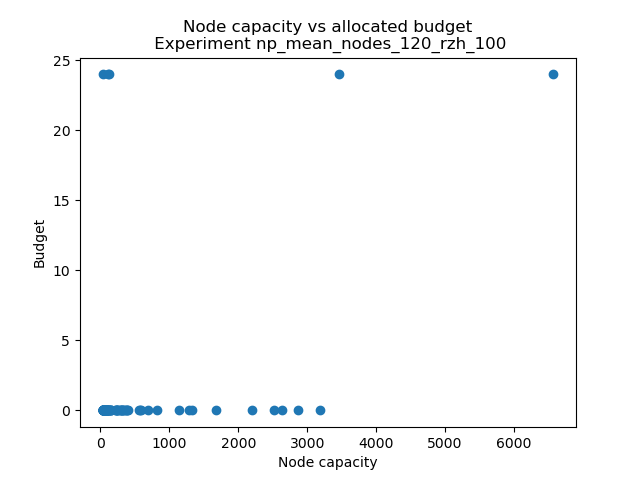 Node capacity vs allocated budget
Experiment np_mean_nodes_120_rzh_100
25
20
15
10
5
0
Budget
0 1000 2000 3000 4000 5000 6000
Node capacity